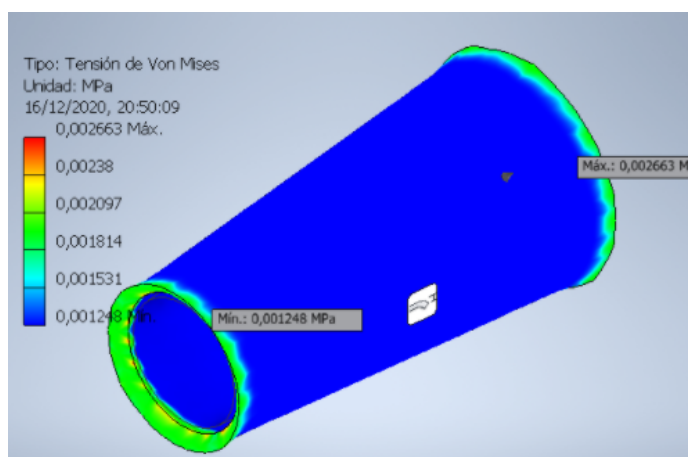 Tipo: Tensión de Von Mises
Unidad: MPa
16/12/2020, 20:50:09
0,002663 Máx.
0,00238
0,002097
0,001814
0,001531
0,001248 Mín.
Máx.: 0,002663 M
Mín.: 0,001248 MPa